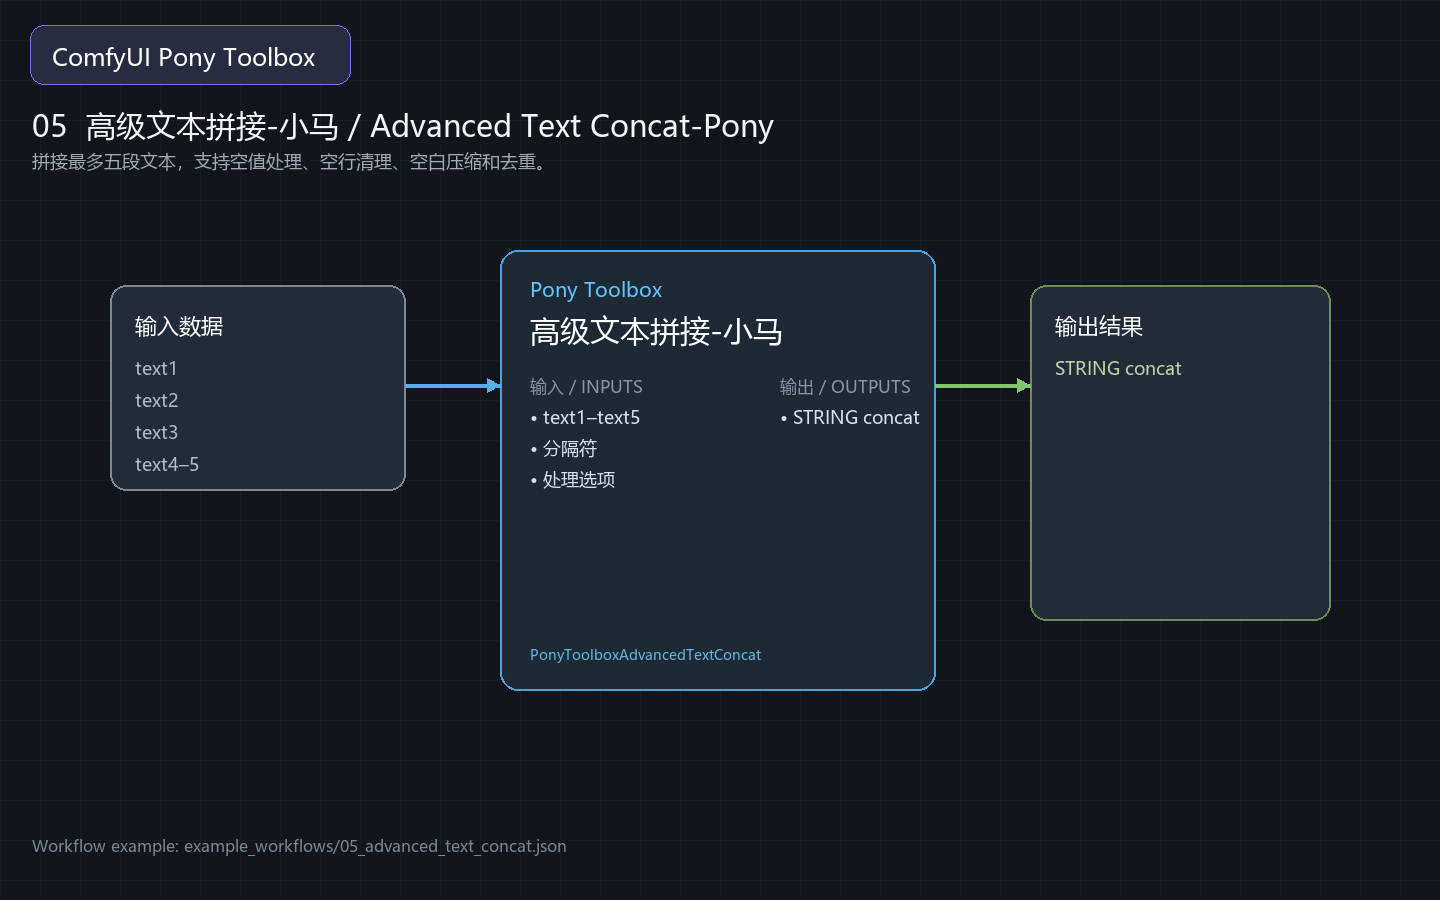 ComfyUI Pony Toolbox
05 高级文本拼接-小马 / Advanced Text Concat-Pony
拼接最多五段文本，支持空值处理、空行清理、空白压缩和去重。
输入数据
text1
text2
text3
text4–5
Pony Toolbox
高级文本拼接-小马
输入 / INPUTS
• text1–text5
• 分隔符
• 处理选项
输出 / OUTPUTS
• STRING concat
PonyToolboxAdvancedTextConcat
输出结果
STRING concat
Workflow example: example_workflows/05_advanced_text_concat.json